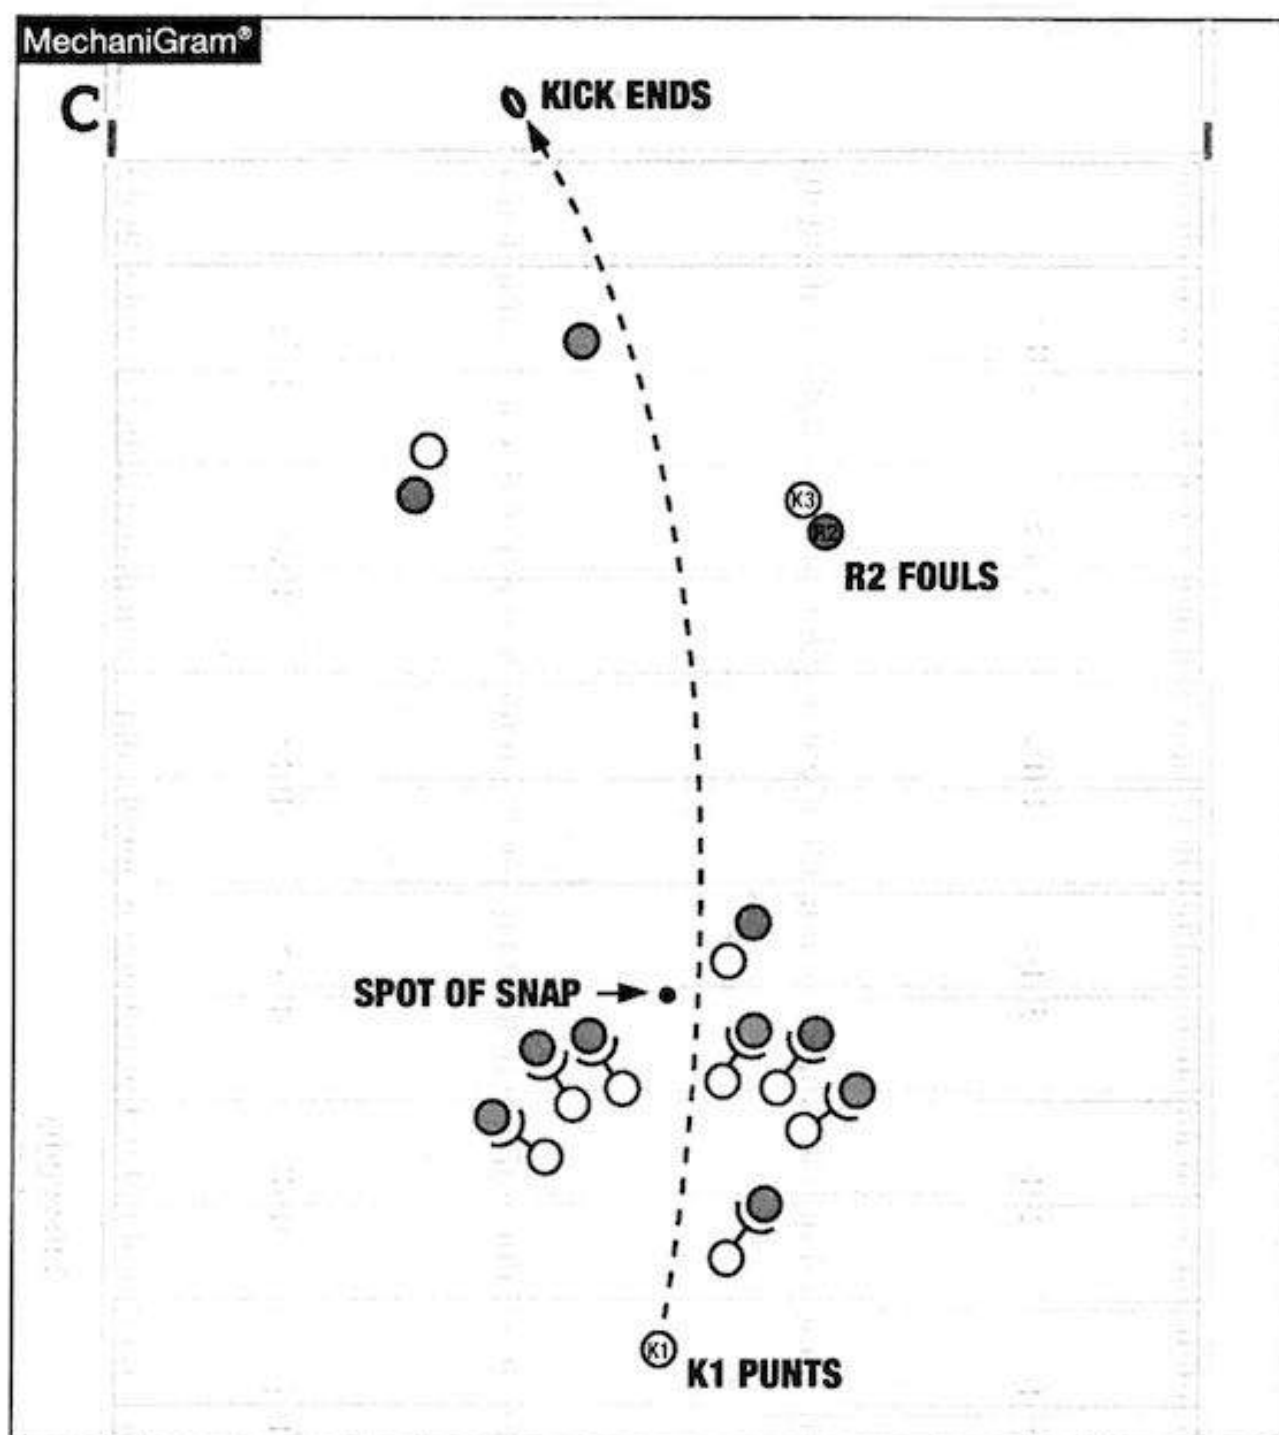 MechaniGram®
C
KICK ENDS
K3
R2
R2 FOULS
SPOT OF SNAP
K1
K1 PUNTS